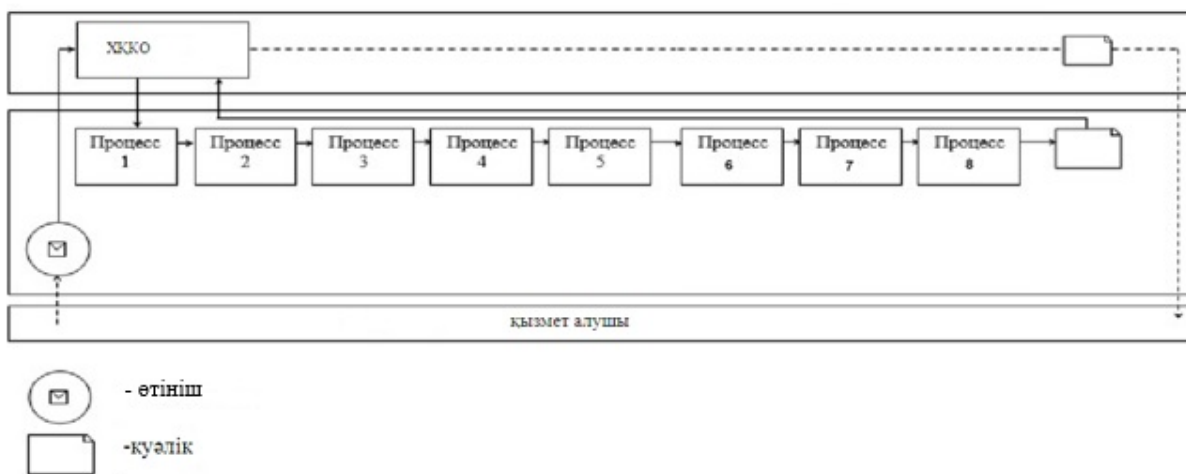 ХҚКО
Процесс 1
Процесс 2
Процесс 3
Процесс 4
Процесс 5
Процесс 6
Процесс 7
Процесс 8
қызмет алушы
- өтініш
-куәлік